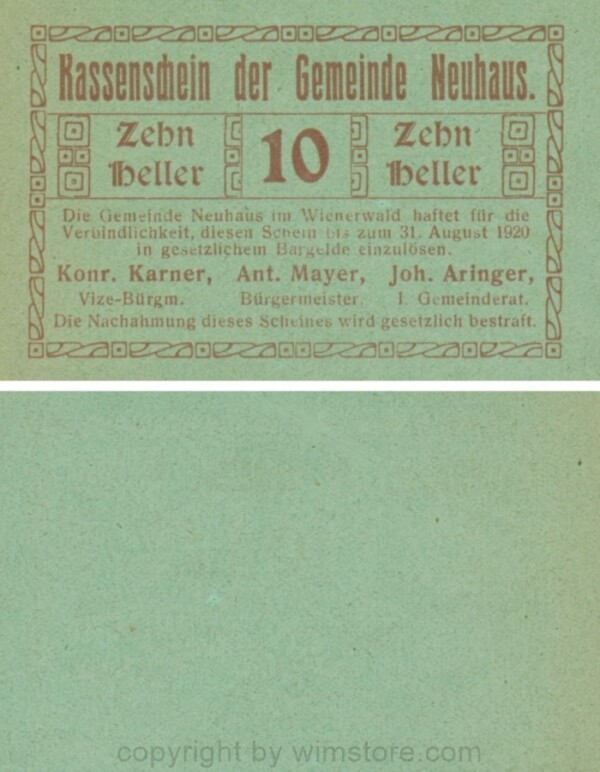 Kassenschein der Gemeinde Neuhaus.
Zehn Heller 10 Zehn Heller
Die Gemeinde Neuhaus im Wienerwald haftet für die
Verbindlichkeit, diesen Schein bis zum 31. August 1920
in gesetzlichem Bargelde einzulösen.
Konr. Karner, Ant. Mayer, Joh. Aringer,
Vize-Bürgm. Bürgermeister. I. Gemeinderat.
Die Nachahmung dieses Scheines wird gesetzlich bestraft.
copyright by wimstore.com